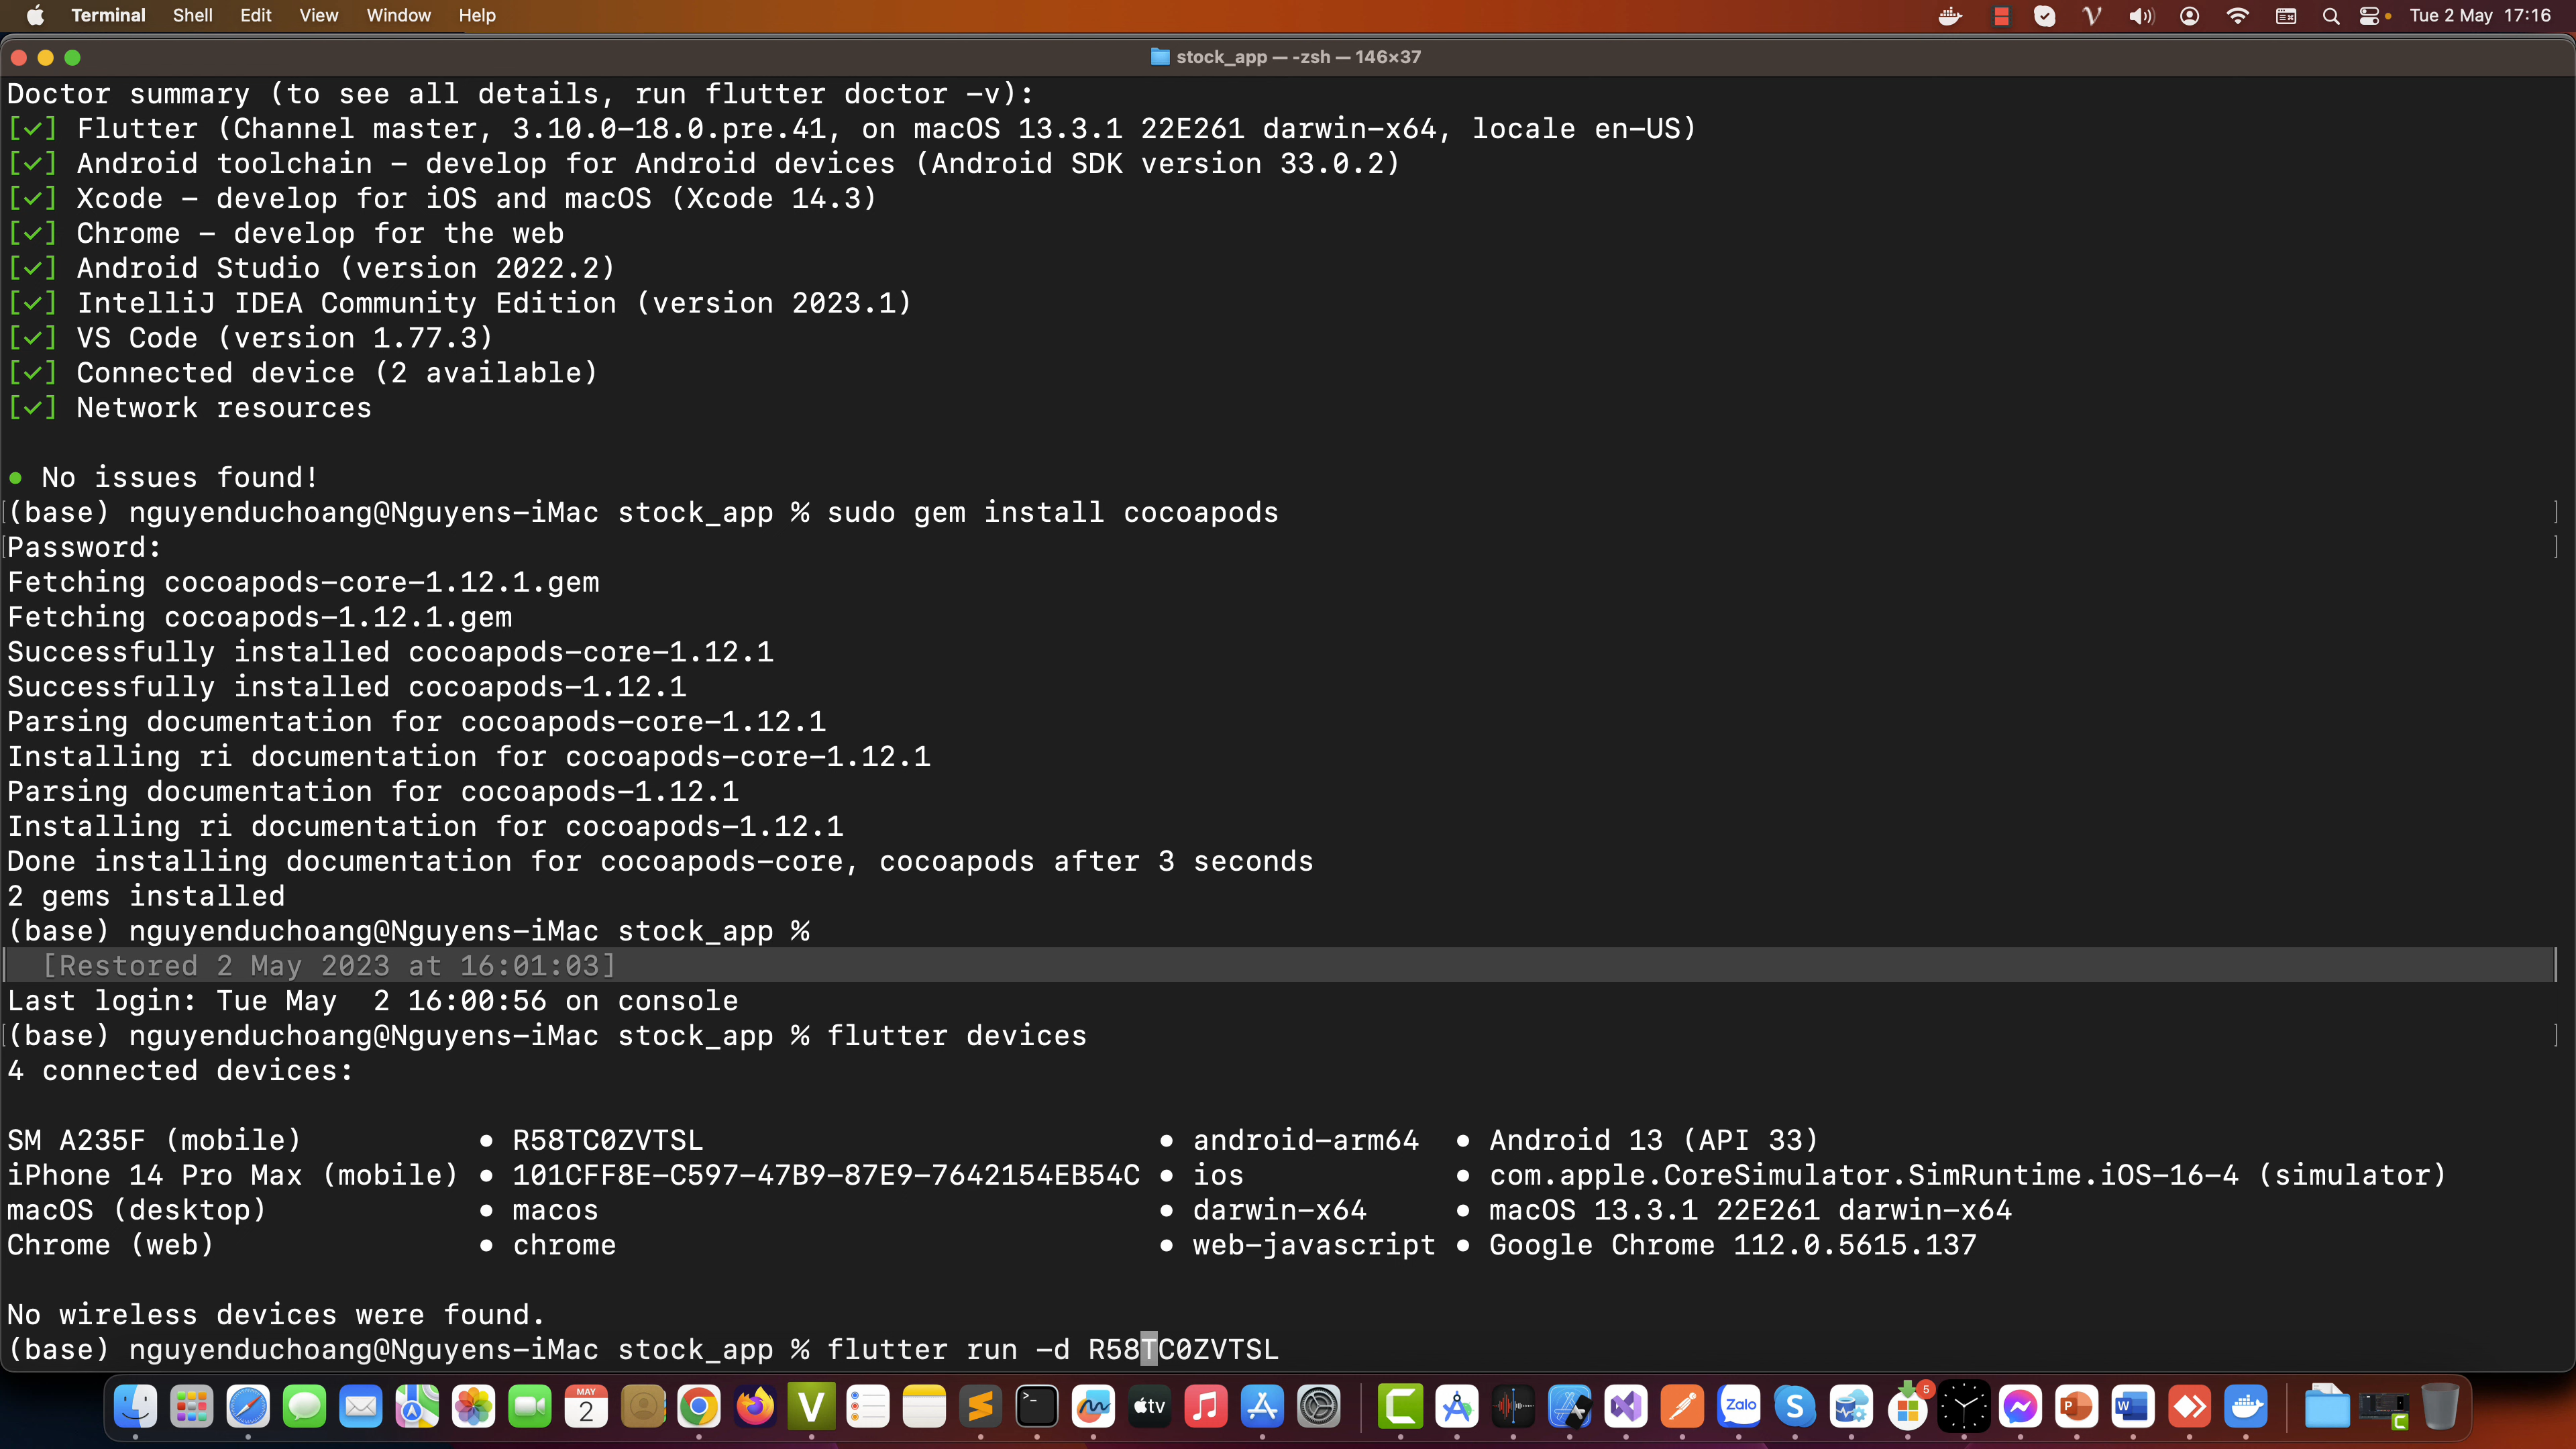 Terminal Shell Edit View Window Help Tue 2 May 17:16
stock_app — -zsh — 146×37
Doctor summary (to see all details, run flutter doctor -v):
[✓] Flutter (Channel master, 3.10.0-18.0.pre.41, on macOS 13.3.1 22E261 darwin-x64, locale en-US)
[✓] Android toolchain - develop for Android devices (Android SDK version 33.0.2)
[✓] Xcode - develop for iOS and macOS (Xcode 14.3)
[✓] Chrome - develop for the web
[✓] Android Studio (version 2022.2)
[✓] IntelliJ IDEA Community Edition (version 2023.1)
[✓] VS Code (version 1.77.3)
[✓] Connected device (2 available)
[✓] Network resources
• No issues found!
(base) nguyenduchoang@Nguyens-iMac stock_app % sudo gem install cocoapods
Password:
Fetching cocoapods-core-1.12.1.gem
Fetching cocoapods-1.12.1.gem
Successfully installed cocoapods-core-1.12.1
Successfully installed cocoapods-1.12.1
Parsing documentation for cocoapods-core-1.12.1
Installing ri documentation for cocoapods-core-1.12.1
Parsing documentation for cocoapods-1.12.1
Installing ri documentation for cocoapods-1.12.1
Done installing documentation for cocoapods-core, cocoapods after 3 seconds
2 gems installed
(base) nguyenduchoang@Nguyens-iMac stock_app %
[Restored 2 May 2023 at 16:01:03]
Last login: Tue May  2 16:00:56 on console
(base) nguyenduchoang@Nguyens-iMac stock_app % flutter devices
4 connected devices:
SM A235F (mobile) • R58TC0ZVTSL • android-arm64 • Android 13 (API 33)
iPhone 14 Pro Max (mobile) • 101CFF8E-C597-47B9-87E9-7642154EB54C • ios • com.apple.CoreSimulator.SimRuntime.iOS-16-4 (simulator)
macOS (desktop) • macos • darwin-x64 • macOS 13.3.1 22E261 darwin-x64
Chrome (web) • chrome • web-javascript • Google Chrome 112.0.5615.137
No wireless devices were found.
(base) nguyenduchoang@Nguyens-iMac stock_app % flutter run -d R58TC0ZVTSL
MAY
2
tv
Zalo
5